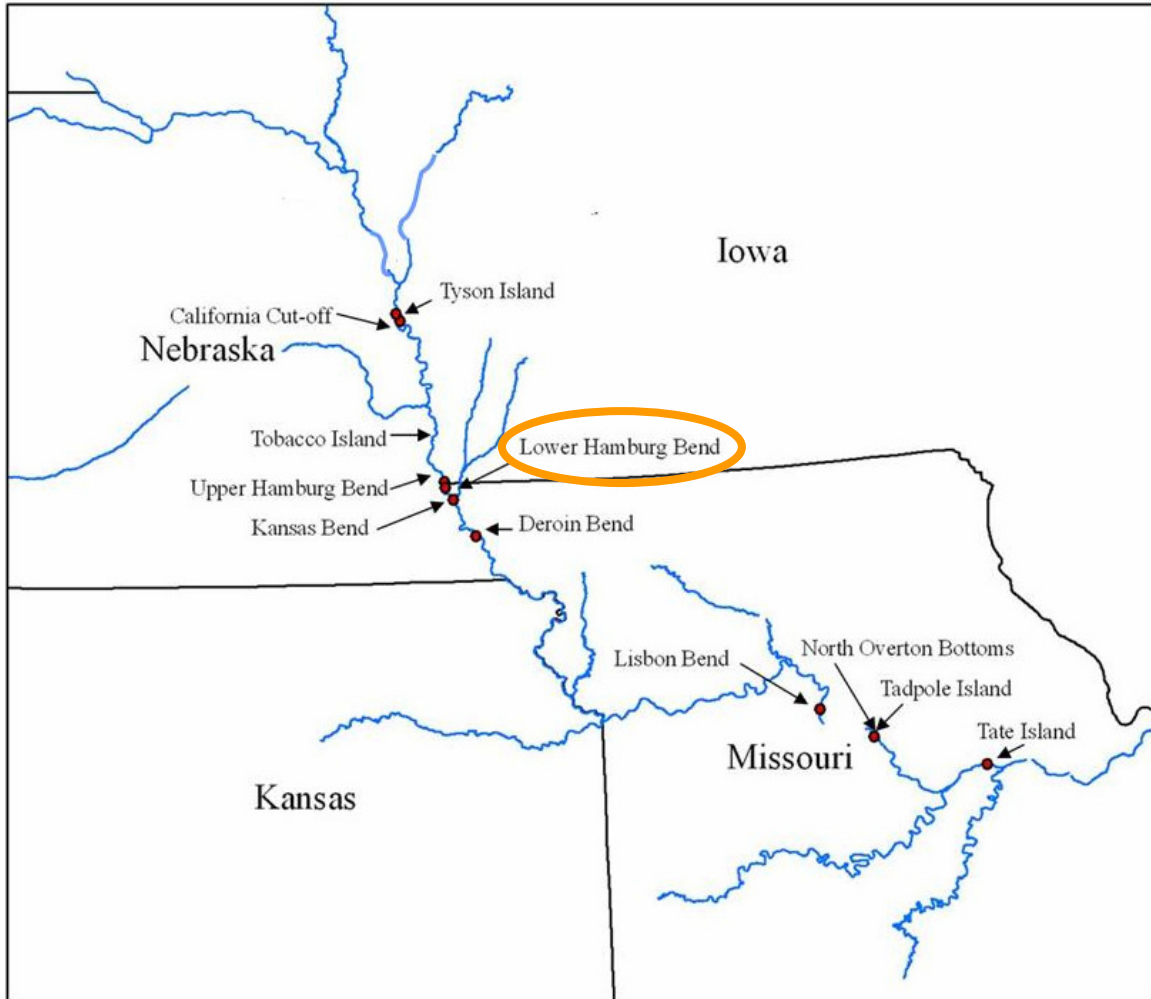 Iowa
Tyson Island
California Cut-off
Nebraska
Tobacco Island
Lower Hamburg Bend
Upper Hamburg Bend
Kansas Bend
Deroin Bend
North Overton Bottoms
Lisbon Bend
Tadpole Island
Tate Island
Missouri
Kansas